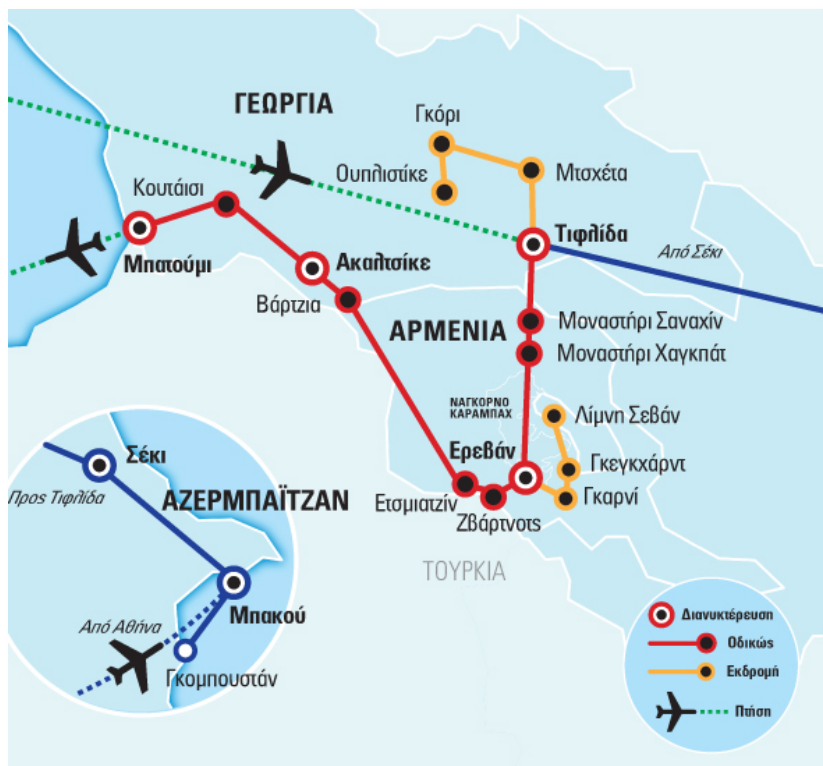 ΓΕΩΡΓΙΑ
Γκόρι
Ουπλιστίκε
Μτσχέτα
Κουτάισι
Μπατούμι
Τιφλίδα
Από Σέκι
Ακαλτσίκε
Βάρτζια
ΑΡΜΕΝΙΑ
Μοναστήρι Σαναχίν
Μοναστήρι Χαγκπάτ
ΝΑΓΚΟΡΝΟ
ΚΑΡΑΜΠΑΧ
Λίμνη Σεβάν
Ερεβάν
Γκεγκχάρντ
Γκαρνί
Ετσμιατζίν
Ζβάρτνοτς
ΤΟΥΡΚΙΑ
Σέκι
Προς Τιφλίδα
ΑΖΕΡΜΠΑΪΤΖΑΝ
Μπακού
Από Αθήνα
Γκομπουστάν
Διανυκτέρευση
Οδικώς
Εκδρομή
Πτήση